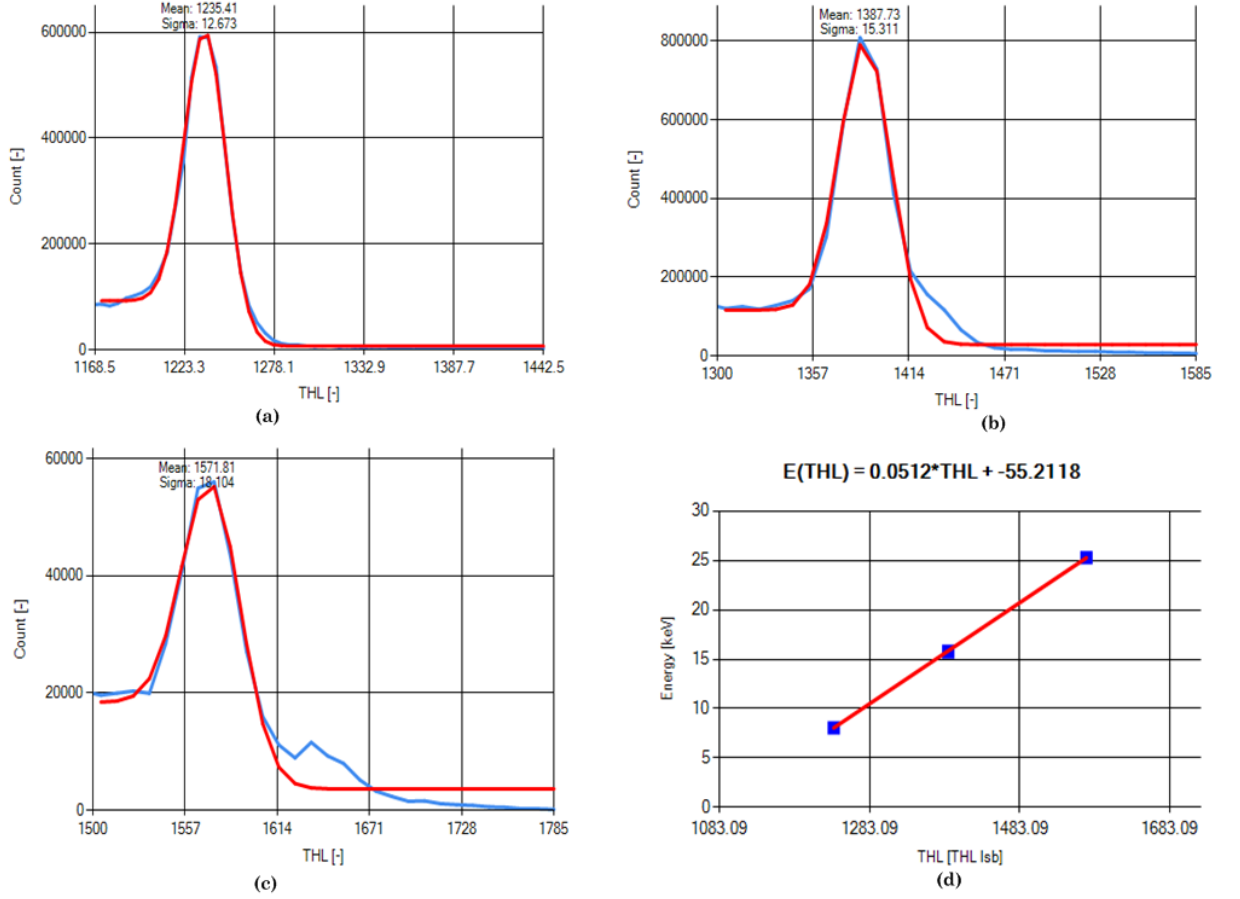 Mean: 1235.41
Sigma: 12.673
600000
400000
200000
0
1168.5 1223.3 1278.1 1332.9 1387.7 1442.5
Count [-]
THL [-]
(a)
Mean: 1387.73
Sigma: 15.311
800000
600000
400000
200000
0
1300 1357 1414 1471 1528 1585
Count [-]
THL [-]
(b)
Mean: 1571.81
Sigma: 18.104
60000
40000
20000
0
1500 1557 1614 1671 1728 1785
Count [-]
THL [-]
(c)
E(THL) = 0.0512*THL + -55.2118
30
25
20
15
10
5
0
1083.09 1283.09 1483.09 1683.09
Energy [keV]
THL [THL lsb]
(d)